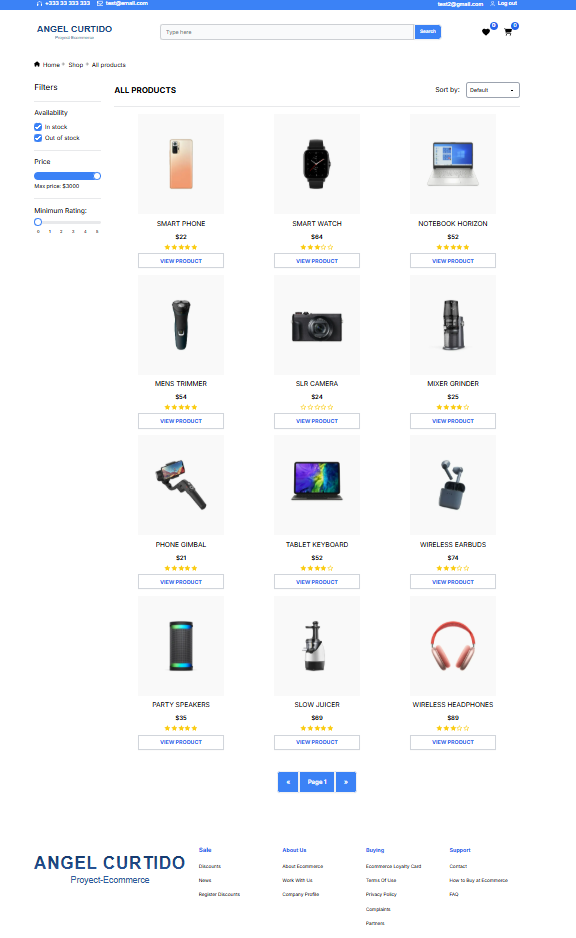 +333 33 333 333 test@email.com test2@gmail.com Log out
ANGEL CURTIDO
Proyect-Ecommerce
Type here Search 0 0
Home Shop All products
Filters
Availability
In stock
Out of stock
Price
Max price: $3000
Minimum Rating:
0 1 2 3 4 5
ALL PRODUCTS Sort by: Default
SMART PHONE SMART WATCH NOTEBOOK HORIZON
$22 $64 $52
VIEW PRODUCT VIEW PRODUCT VIEW PRODUCT
MENS TRIMMER SLR CAMERA MIXER GRINDER
$54 $24 $25
VIEW PRODUCT VIEW PRODUCT VIEW PRODUCT
PHONE GIMBAL TABLET KEYBOARD WIRELESS EARBUDS
$21 $52 $74
VIEW PRODUCT VIEW PRODUCT VIEW PRODUCT
PARTY SPEAKERS SLOW JUICER WIRELESS HEADPHONES
$35 $69 $89
VIEW PRODUCT VIEW PRODUCT VIEW PRODUCT
« Page 1 »
ANGEL CURTIDO
Proyect-Ecommerce
Sale
Discounts
News
Register Discounts
About Us
About Ecommerce
Work With Us
Company Profile
Buying
Ecommerce Loyalty Card
Terms Of Use
Privacy Policy
Complaints
Partners
Support
Contact
How to Buy at Ecommerce
FAQ